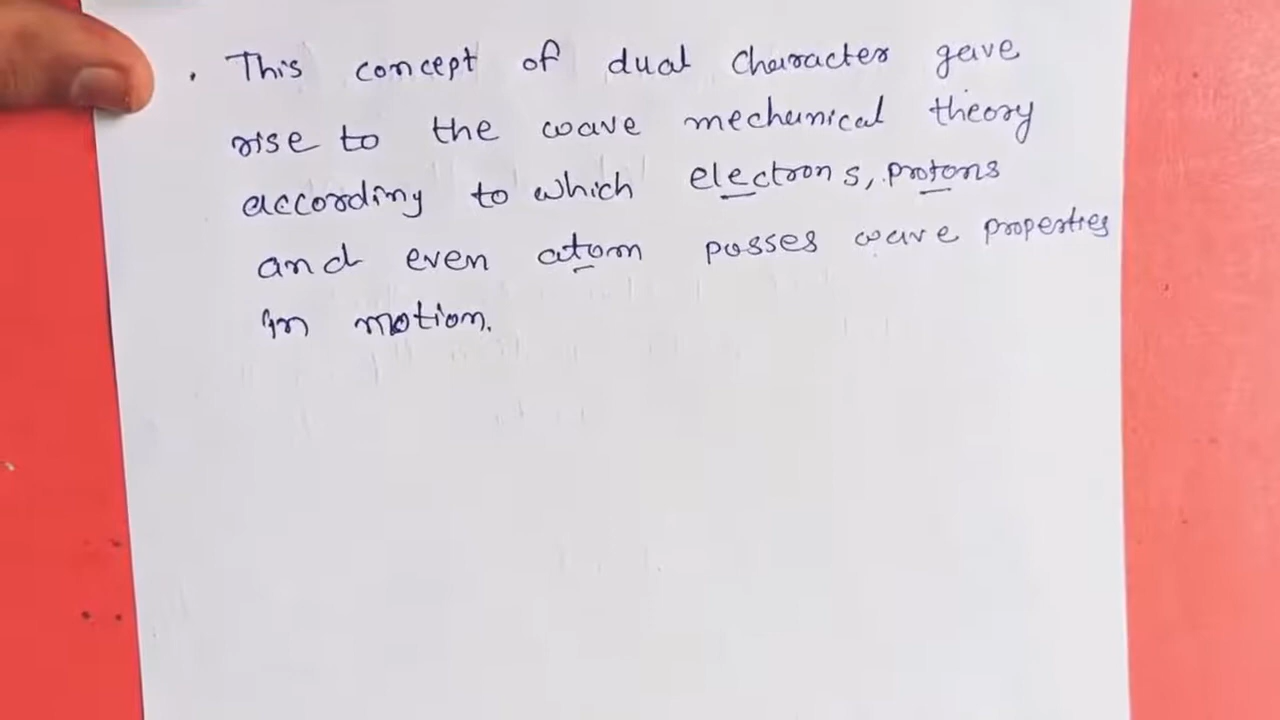 . This concept of dual character gave
rise to the wave mechanical theory
according to which electrons, protons
and even atom posses wave properties
in motion.